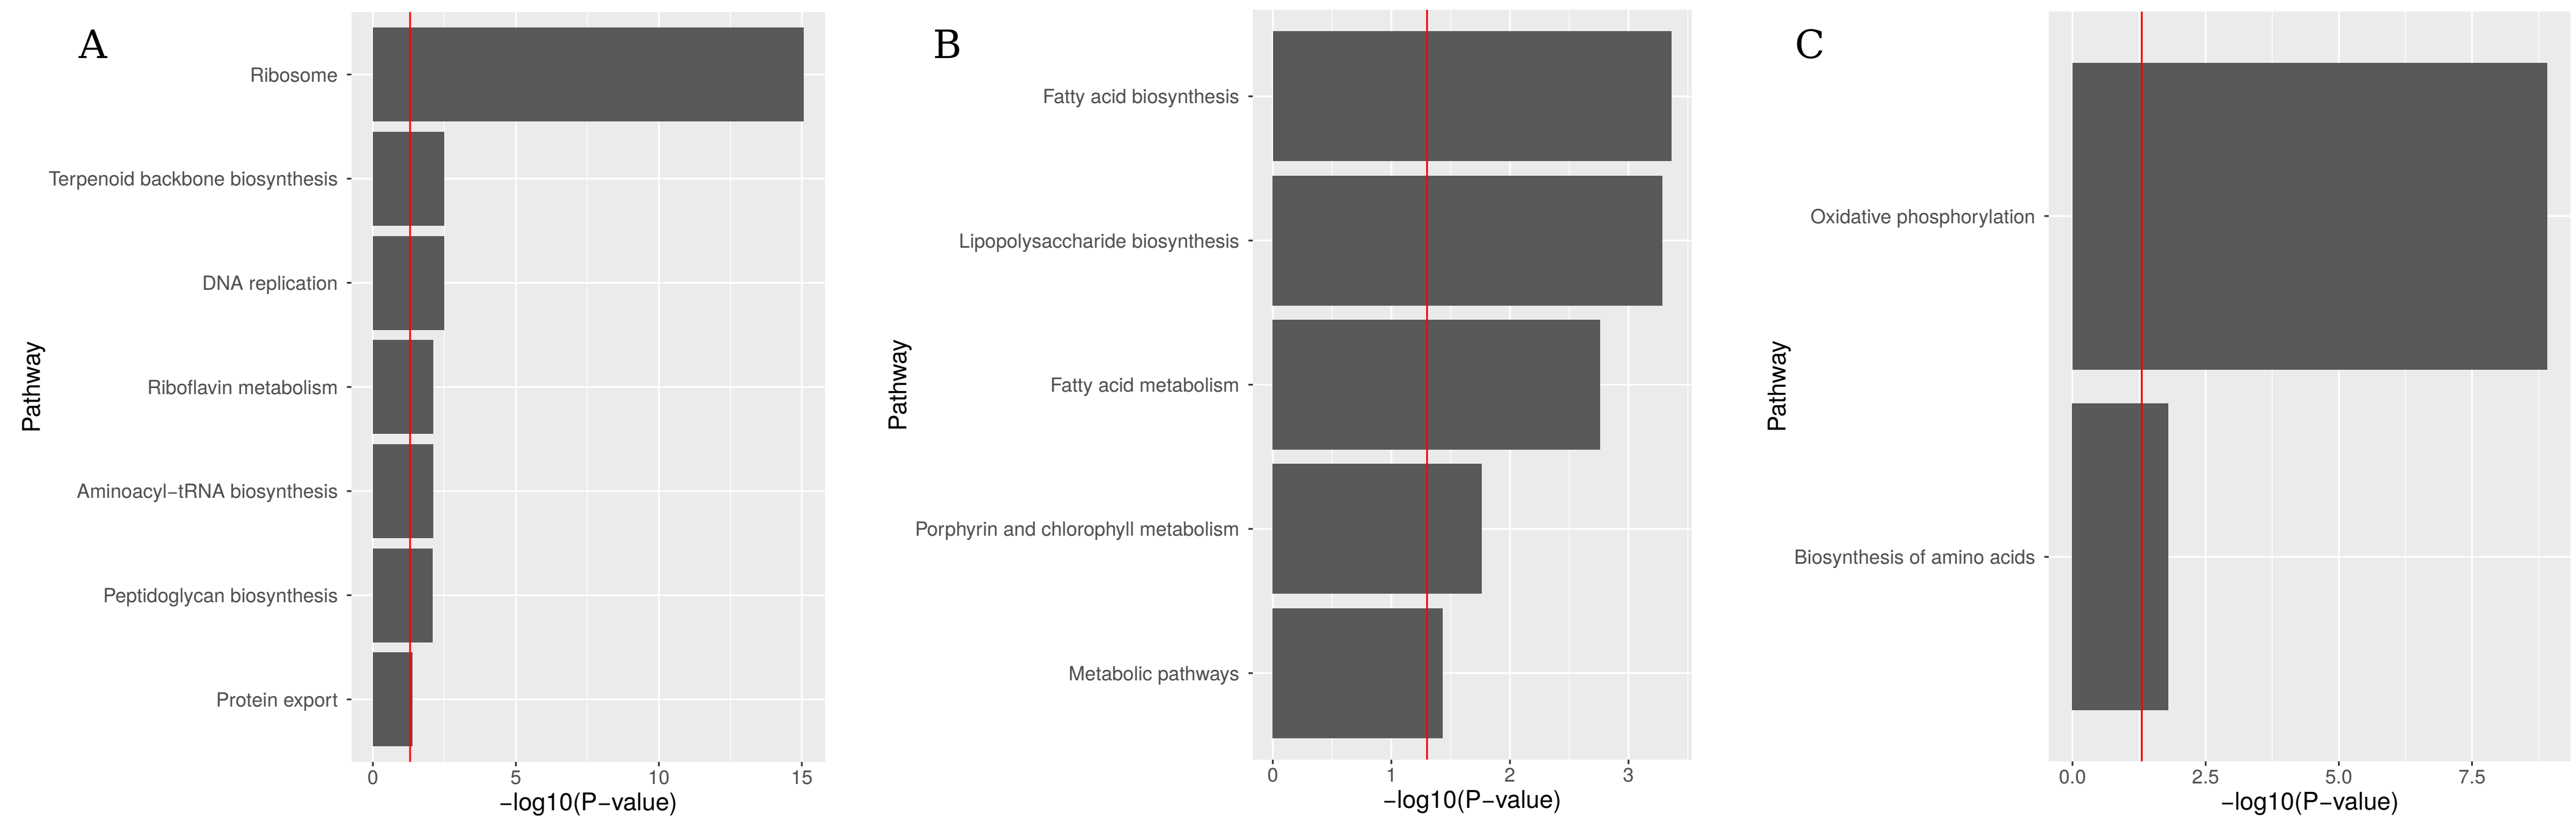 A
Pathway
Ribosome
Terpenoid backbone biosynthesis
DNA replication
Riboflavin metabolism
Aminoacyl−tRNA biosynthesis
Peptidoglycan biosynthesis
Protein export
0 5 10 15
−log10(P−value)
B
Pathway
Fatty acid biosynthesis
Lipopolysaccharide biosynthesis
Fatty acid metabolism
Porphyrin and chlorophyll metabolism
Metabolic pathways
0 1 2 3
−log10(P−value)
C
Pathway
Oxidative phosphorylation
Biosynthesis of amino acids
0.0 2.5 5.0 7.5
−log10(P−value)